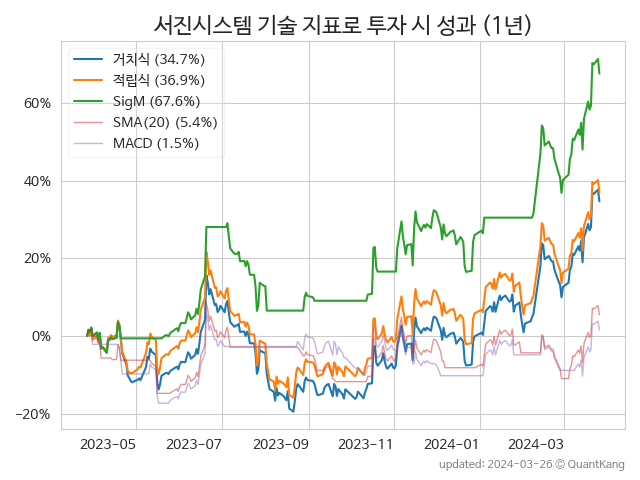 서진시스템 기술 지표로 투자 시 성과 (1년)
거치식 (34.7%)
적립식 (36.9%)
SigM (67.6%)
SMA(20) (5.4%)
MACD (1.5%)
60%
40%
20%
0%
−20%
2023-05 2023-07 2023-09 2023-11 2024-01 2024-03
updated: 2024-03-26 © QuantKang